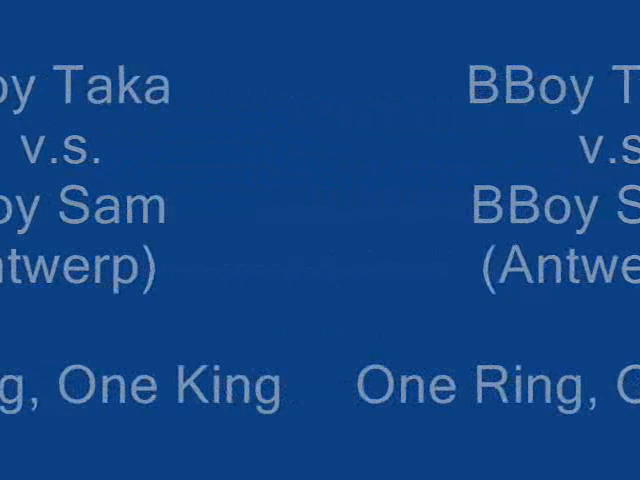 oy Taka BBoy T
v.s. v.s
oy Sam BBoy S
ntwerp) (Antwe
g, One King One Ring, O